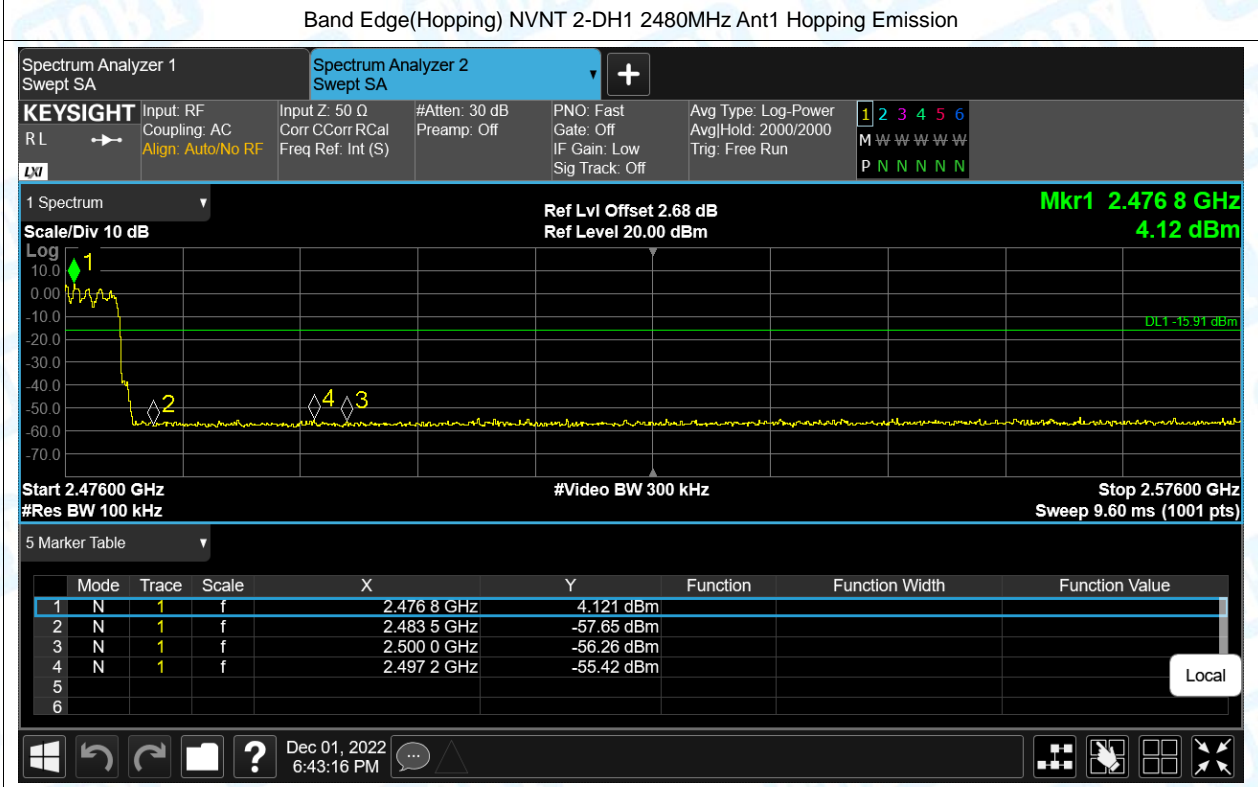 Band Edge(Hopping) NVNT 2-DH1 2480MHz Ant1 Hopping Emission
Spectrum Analyzer 1
Swept SA
Spectrum Analyzer 2
Swept SA
KEYSIGHT
R L
LXI
Input: RF
Coupling: AC
Align: Auto/No RF
Input Z: 50 Ω
Corr CCorr RCal
Freq Ref: Int (S)
#Atten: 30 dB
Preamp: Off
PNO: Fast
Gate: Off
IF Gain: Low
Sig Track: Off
Avg Type: Log-Power
Avg|Hold: 2000/2000
Trig: Free Run
1 2 3 4 5 6
M W W W W W
P N N N N N
1 Spectrum
Scale/Div 10 dB
Ref Lvl Offset 2.68 dB
Ref Level 20.00 dBm
Mkr1 2.476 8 GHz
4.12 dBm
Log
10.0
0.00
-10.0
-20.0
-30.0
-40.0
-50.0
-60.0
-70.0
1
2
4
3
DL1 -15.91 dBm
Start 2.47600 GHz
#Res BW 100 kHz
#Video BW 300 kHz
Stop 2.57600 GHz
Sweep 9.60 ms (1001 pts)
5 Marker Table
Mode Trace Scale X Y Function Function Width Function Value
1 N 1 f 2.476 8 GHz 4.121 dBm
2 N 1 f 2.483 5 GHz -57.65 dBm
3 N 1 f 2.500 0 GHz -56.26 dBm
4 N 1 f 2.497 2 GHz -55.42 dBm
5
6
Local
?
Dec 01, 2022
6:43:16 PM